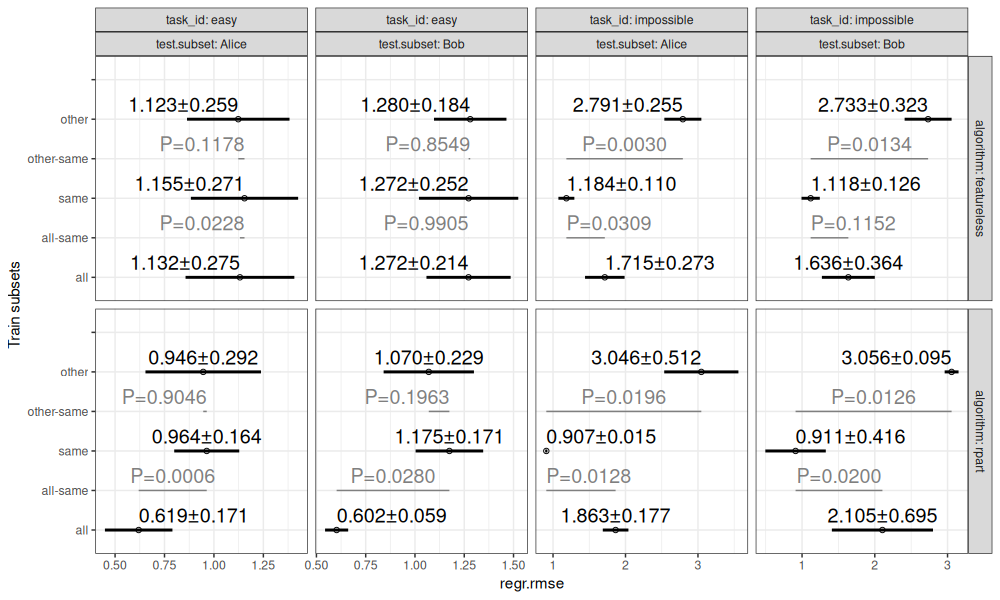 task_id: easy
task_id: easy
task_id: impossible
task_id: impossible
test.subset: Alice
test.subset: Bob
test.subset: Alice
test.subset: Bob
Train subsets
algorithm: featureless
other
1.123±0.259
1.280±0.184
2.791±0.255
2.733±0.323
other-same
P=0.1178
P=0.8549
P=0.0030
P=0.0134
same
1.155±0.271
1.272±0.252
1.184±0.110
1.118±0.126
all-same
P=0.0228
P=0.9905
P=0.0309
P=0.1152
all
1.132±0.275
1.272±0.214
1.715±0.273
1.636±0.364
algorithm: rpart
other
0.946±0.292
1.070±0.229
3.046±0.512
3.056±0.095
other-same
P=0.9046
P=0.1963
P=0.0196
P=0.0126
same
0.964±0.164
1.175±0.171
0.907±0.015
0.911±0.416
all-same
P=0.0006
P=0.0280
P=0.0128
P=0.0200
all
0.619±0.171
0.602±0.059
1.863±0.177
2.105±0.695
0.50 0.75 1.00 1.25
0.50 0.75 1.00 1.25 1.50
1 2 3
1 2 3
regr.rmse